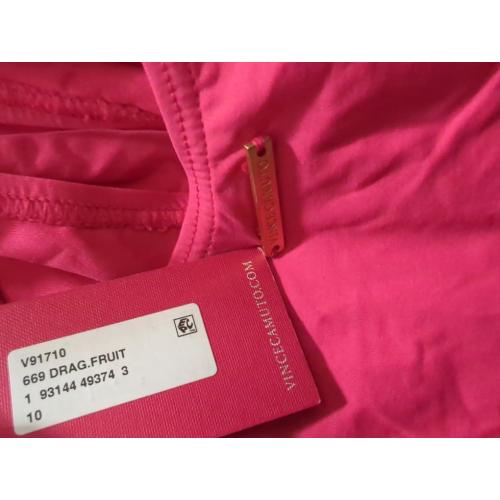 V91710
669 DRAG.FRUIT
1 93144 49374 3
10
VINCECAMUTO.COM